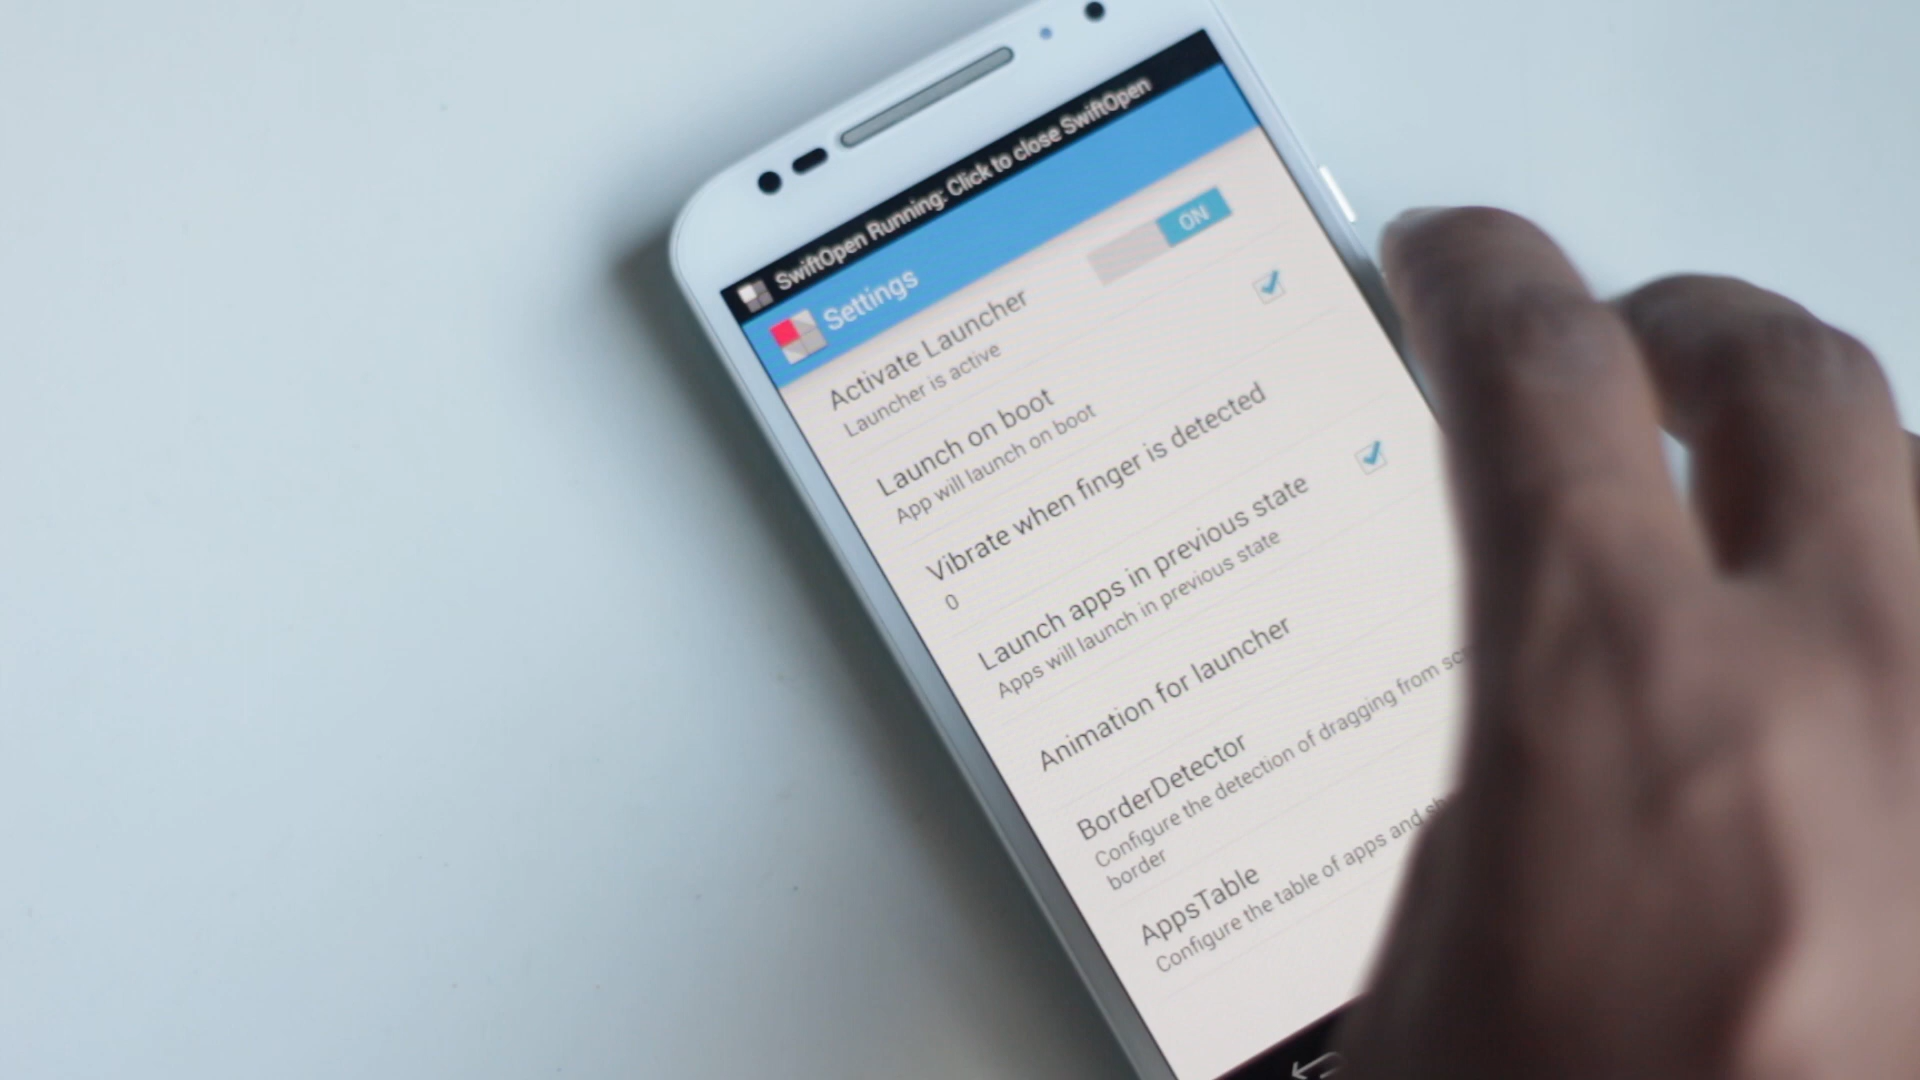 SwiftOpen Running: Click to close SwiftOpen
Settings
Activate Launcher
ON
Launcher is active
Launch on boot
App will launch on boot
Vibrate when finger is detected
0
Launch apps in previous state
Apps will launch in previous state
Animation for launcher
BorderDetector
Configure the detection of dragging from
border
AppsTable
Configure the table of apps and